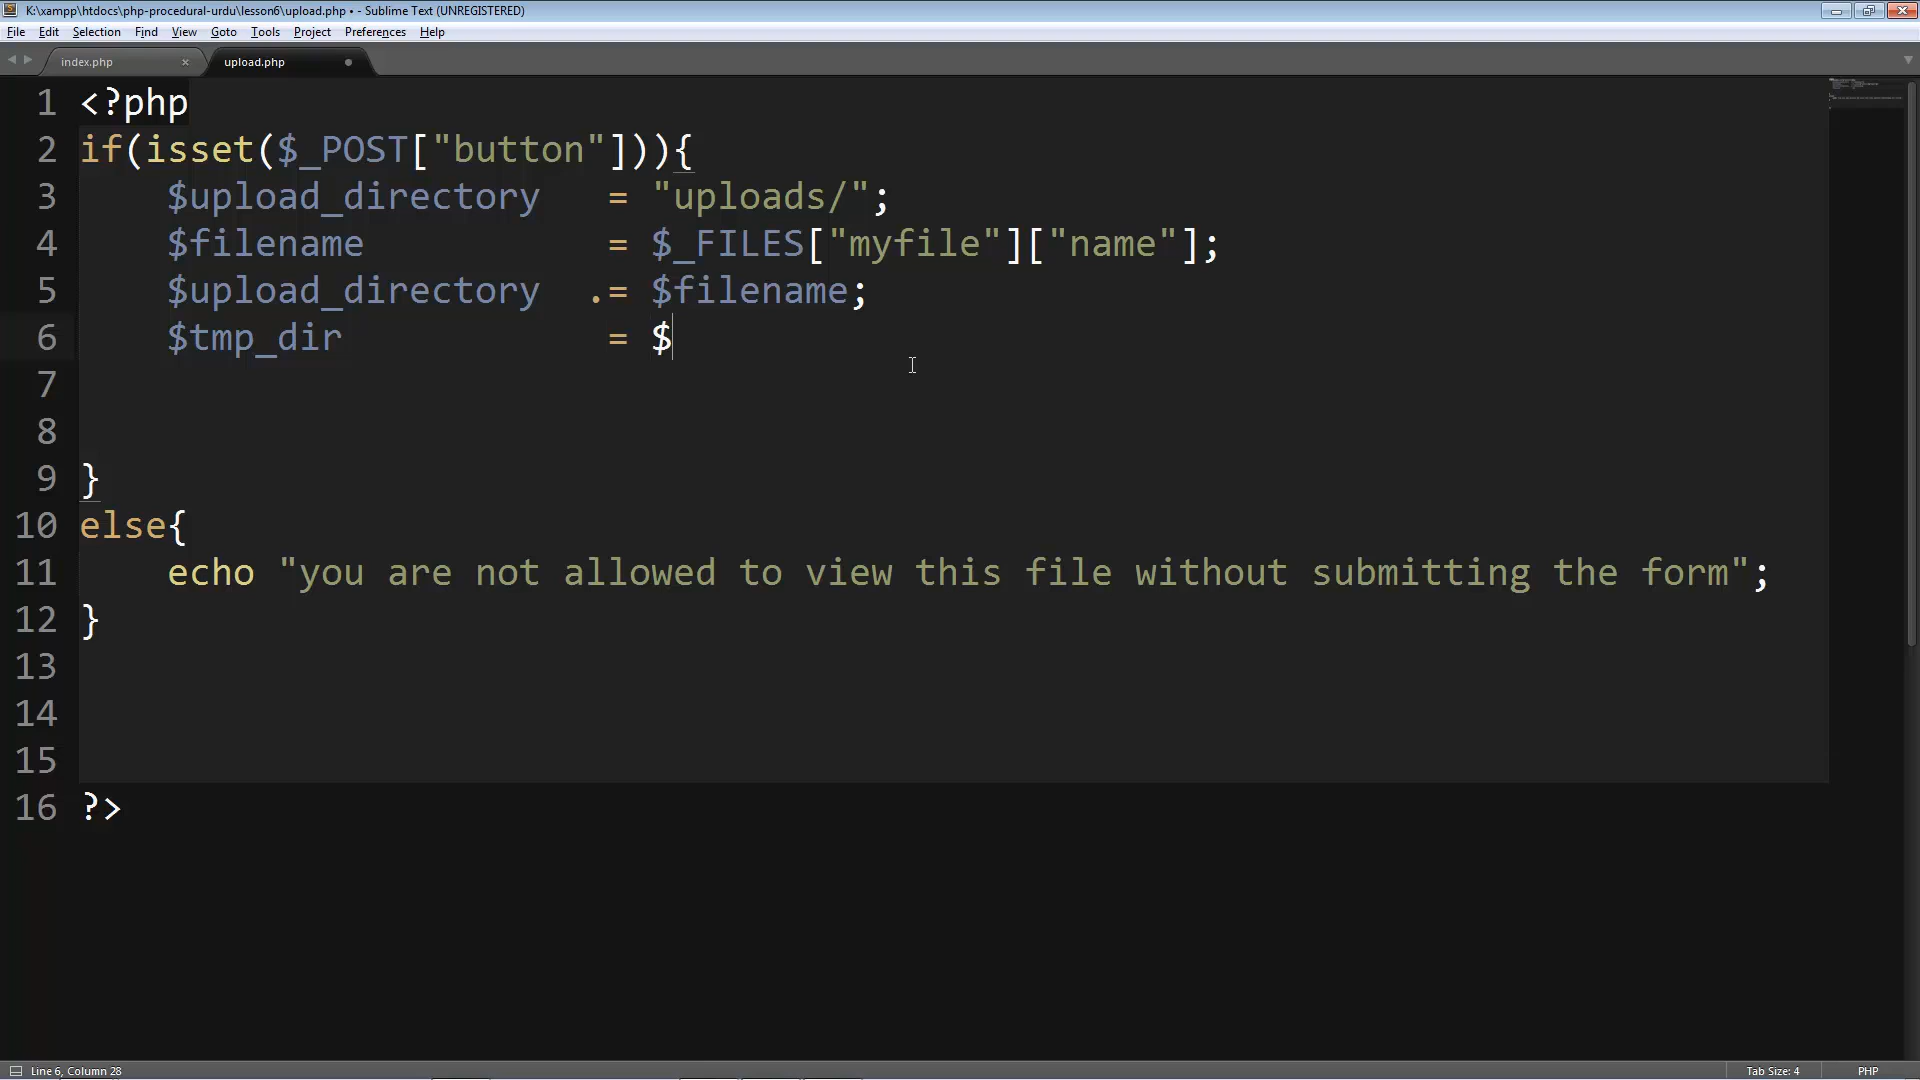 K:\xampp\htdocs\php-procedural-urdu\lesson6\upload.php • - Sublime Text (UNREGISTERED)
File Edit Selection Find View Goto Tools Project Preferences Help
index.php × upload.php
1 <?php
2 if(isset($_POST["button"])){
3 $upload_directory = "uploads/";
4 $filename = $_FILES["myfile"]["name"];
5 $upload_directory .= $filename;
6 $tmp_dir = $
7
8
9 }
10 else{
11 echo "you are not allowed to view this file without submitting the form";
12 }
13
14
15
16 ?>
Line 6, Column 28 Tab Size: 4 PHP